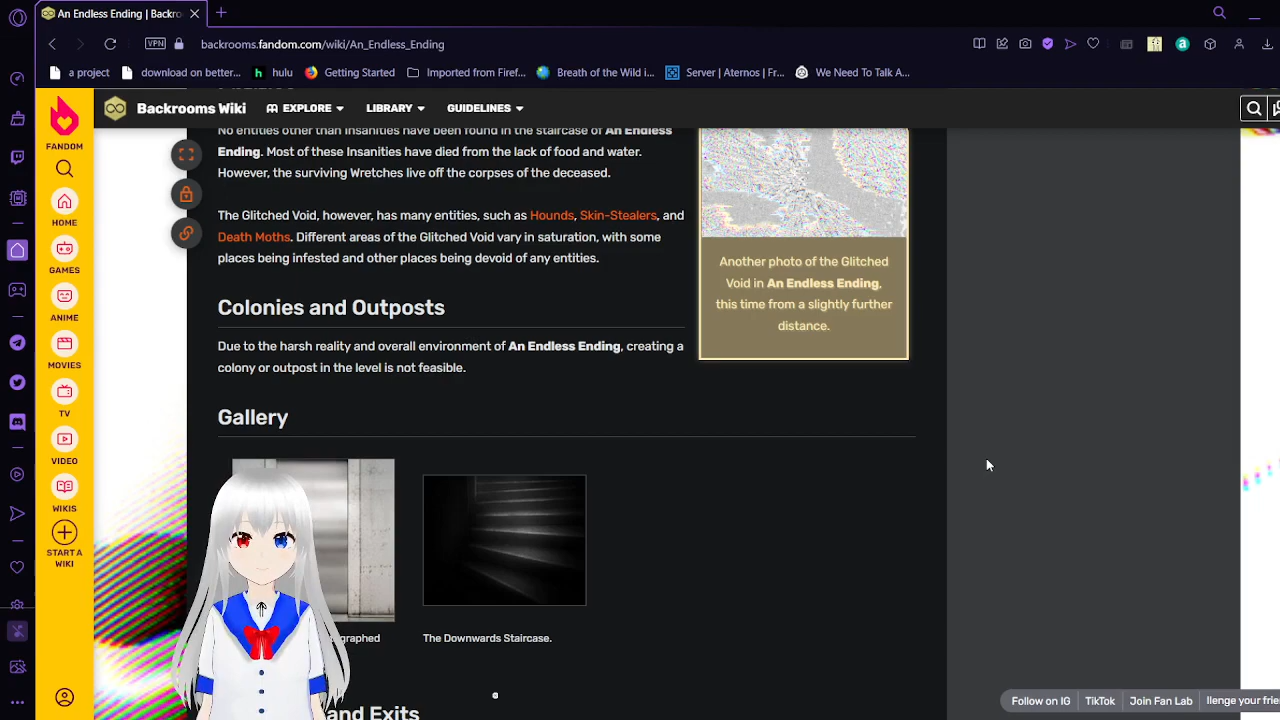 An Endless Ending | Backro
backrooms.fandom.com/wiki/An_Endless_Ending
VPN
a project
download on better...
hulu
Getting Started
Imported from Firef...
Breath of the Wild i...
Server | Aternos | Fr...
We Need To Talk A...
Backrooms Wiki
EXPLORE
LIBRARY
GUIDELINES
FANDOM
HOME
GAMES
ANIME
MOVIES
TV
VIDEO
WIKIS
START A
WIKI
No entities other than Insanities have been found in the staircase of An Endless
Ending. Most of these Insanities have died from the lack of food and water.
However, the surviving Wretches live off the corpses of the deceased.
The Glitched Void, however, has many entities, such as Hounds, Skin-Stealers, and
Death Moths. Different areas of the Glitched Void vary in saturation, with some
places being infested and other places being devoid of any entities.
Another photo of the Glitched
Void in An Endless Ending,
this time from a slightly further
distance.
Colonies and Outposts
Due to the harsh reality and overall environment of An Endless Ending, creating a
colony or outpost in the level is not feasible.
Gallery
ographed
The Downwards Staircase.
and Exits
Follow on IG
TikTok
Join Fan Lab
llenge your frie